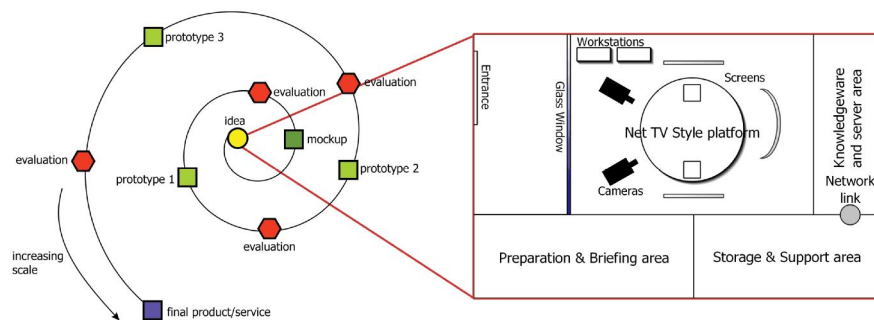 prototype 3
evaluation
evaluation
idea
mockup
evaluation
prototype 1
prototype 2
evaluation
increasing
scale
final product/service
Workstations
Entrance
Glass Window
Screens
Net TV Style platform
Cameras
Knowledgeware
and server area
Network
link
Preparation & Briefing area
Storage & Support area